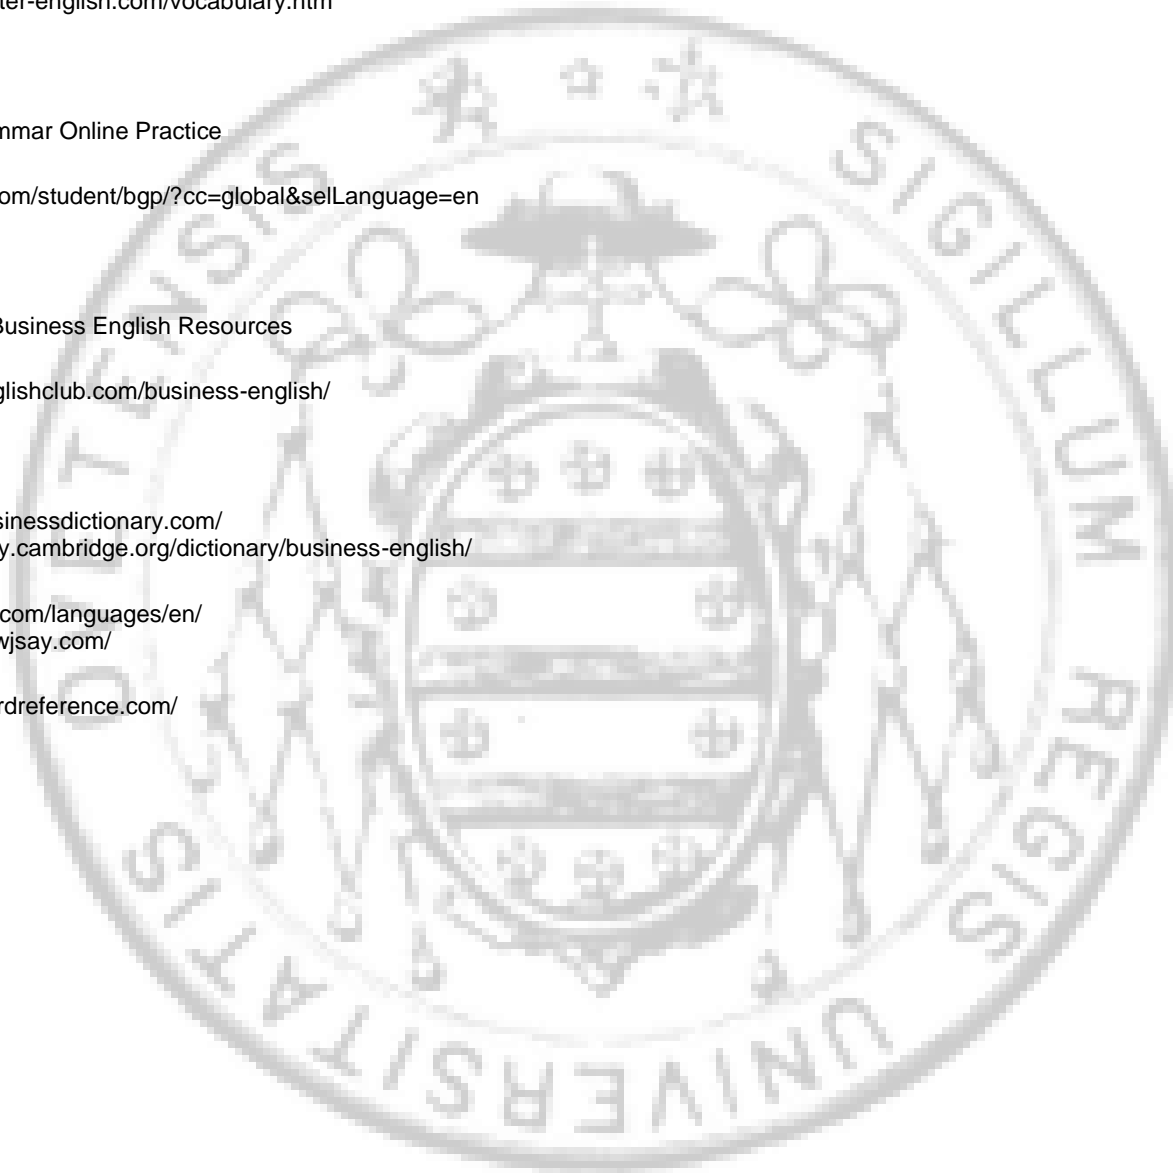 ter-english.com/vocabulary.htm
mmar Online Practice
om/student/bgp/?cc=global&selLanguage=en
Business English Resources
glishclub.com/business-english/
sinessdictionary.com/
y.cambridge.org/dictionary/business-english/
.com/languages/en/
wjsay.com/
rdreference.com/
SIGILLUM REGIS UNIVERSITATIS OVETENSIS